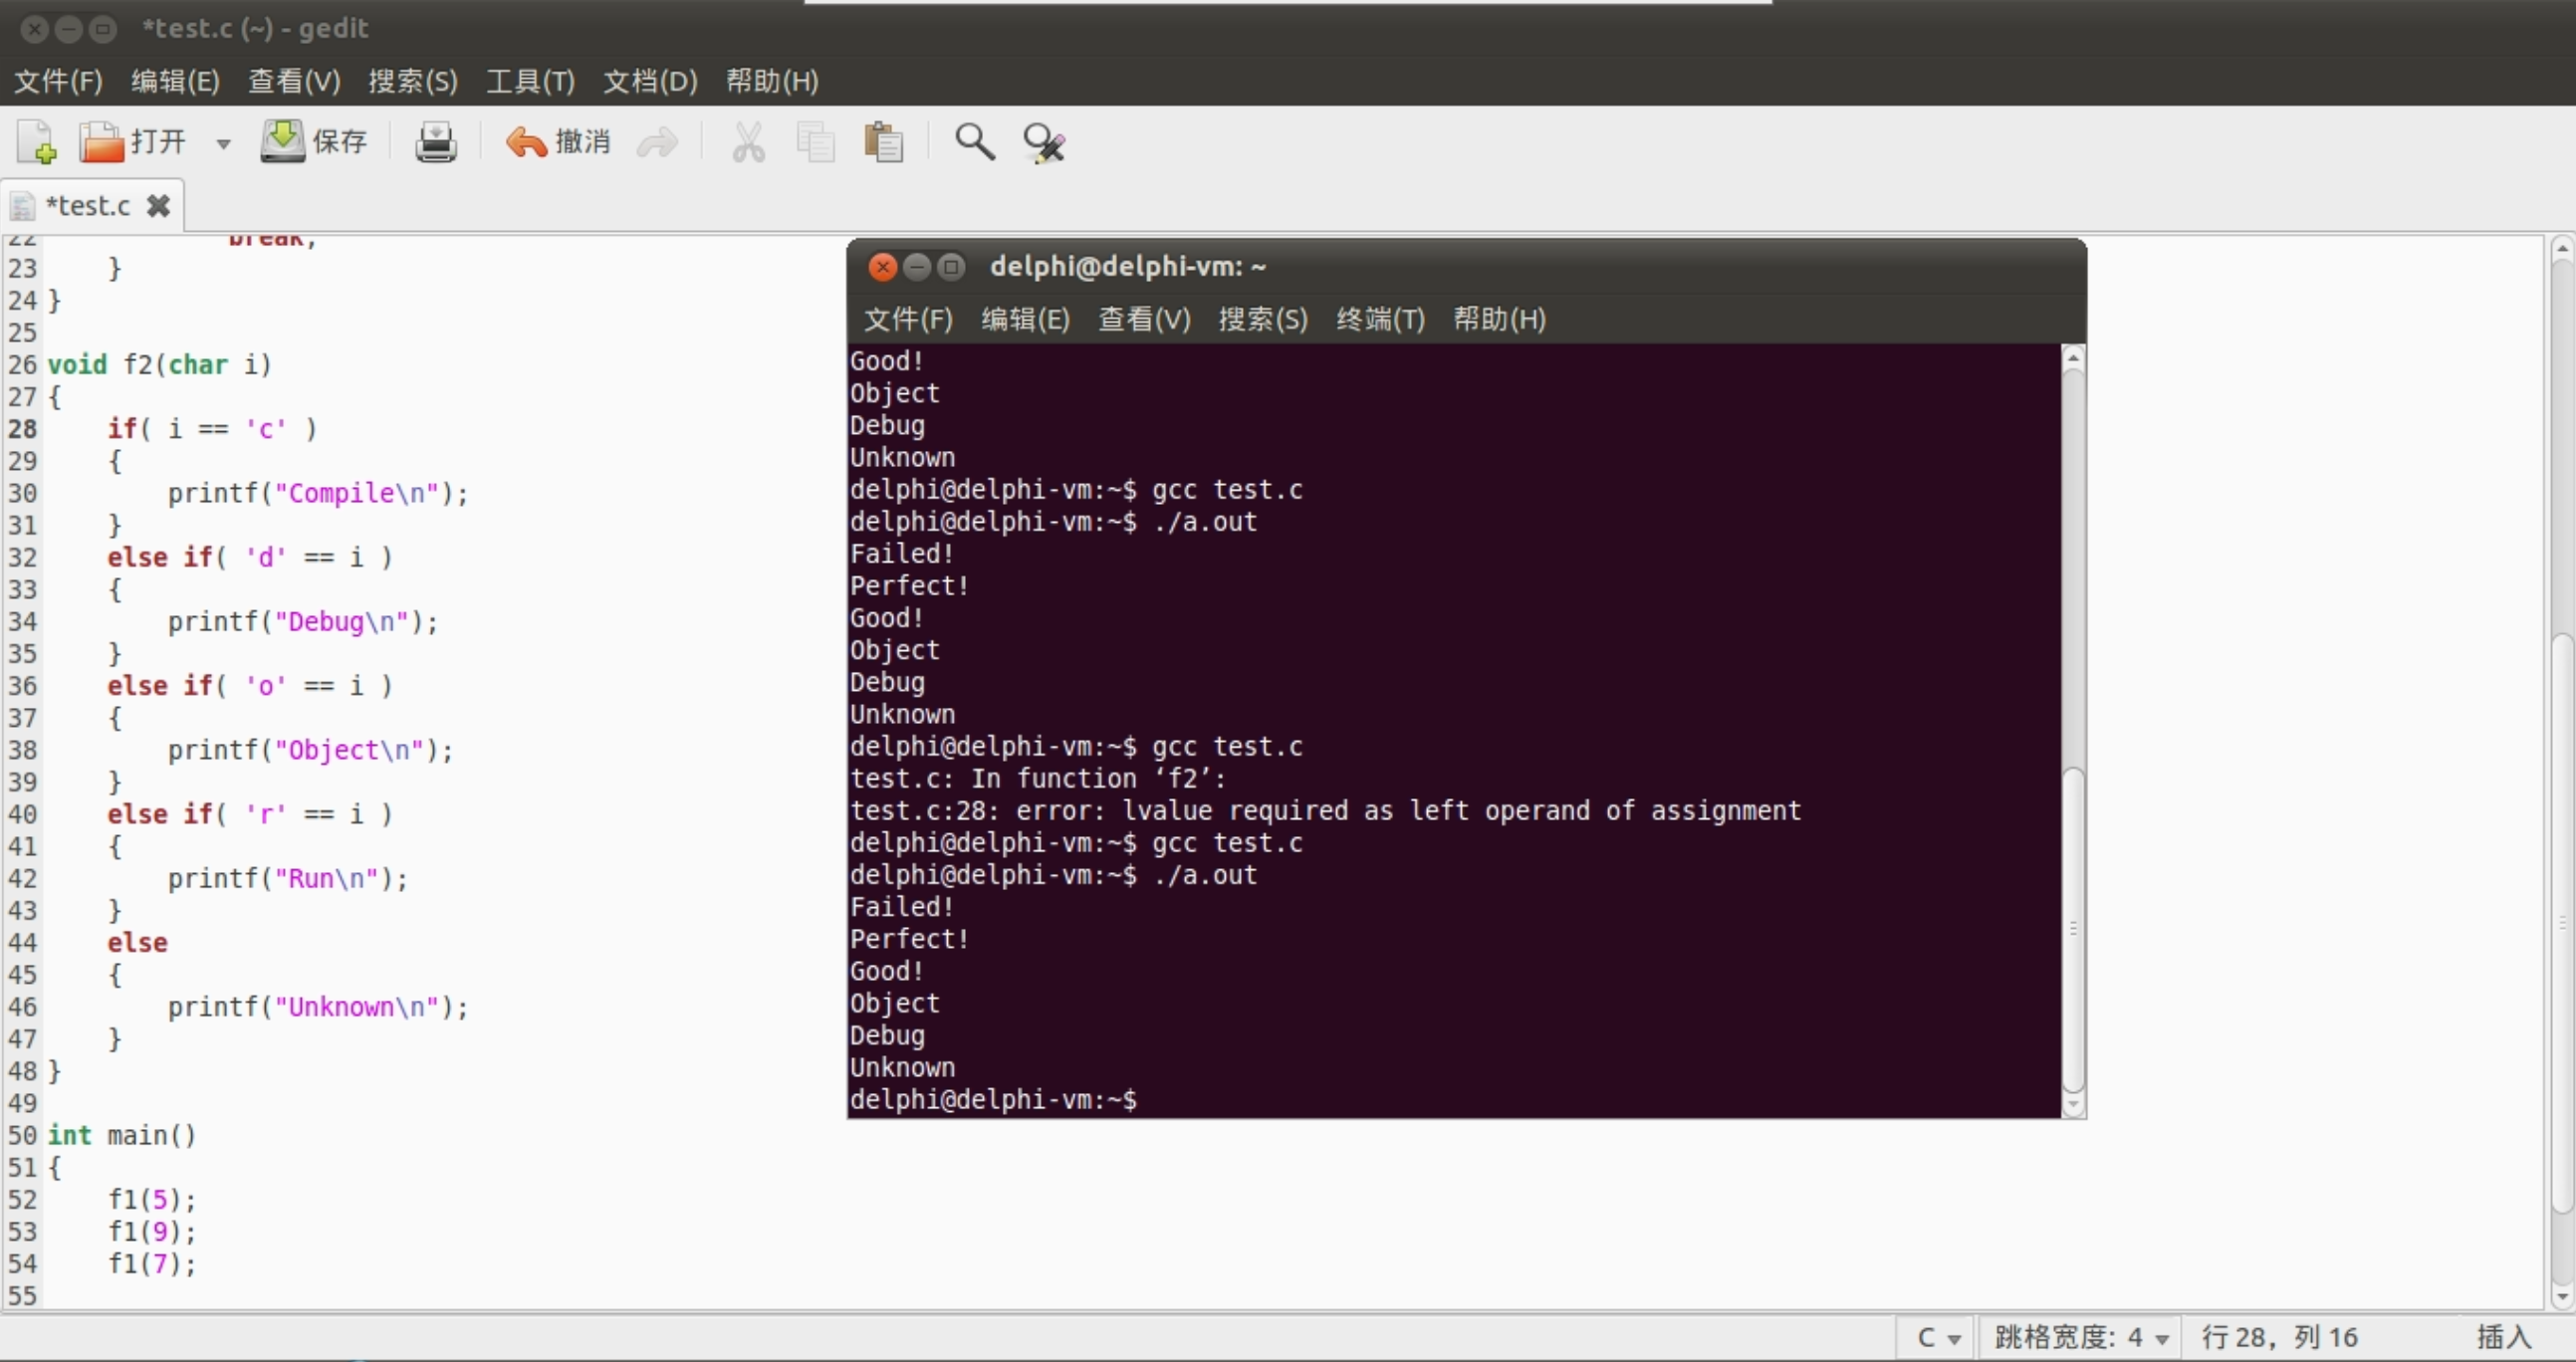 *test.c (~) - gedit
文件(F) 编辑(E) 查看(V) 搜索(S) 工具(T) 文档(D) 帮助(H)
打开 保存 撤消
*test.c
22             break;
23     }
24 }
25
26 void f2(char i)
27 {
28     if( i == 'c' )
29     {
30         printf("Compile\n");
31     }
32     else if( 'd' == i )
33     {
34         printf("Debug\n");
35     }
36     else if( 'o' == i )
37     {
38         printf("Object\n");
39     }
40     else if( 'r' == i )
41     {
42         printf("Run\n");
43     }
44     else
45     {
46         printf("Unknown\n");
47     }
48 }
49
50 int main()
51 {
52     f1(5);
53     f1(9);
54     f1(7);
55
delphi@delphi-vm: ~
文件(F) 编辑(E) 查看(V) 搜索(S) 终端(T) 帮助(H)
Good!
Object
Debug
Unknown
delphi@delphi-vm:~$ gcc test.c
delphi@delphi-vm:~$ ./a.out
Failed!
Perfect!
Good!
Object
Debug
Unknown
delphi@delphi-vm:~$ gcc test.c
test.c: In function ‘f2’:
test.c:28: error: lvalue required as left operand of assignment
delphi@delphi-vm:~$ gcc test.c
delphi@delphi-vm:~$ ./a.out
Failed!
Perfect!
Good!
Object
Debug
Unknown
delphi@delphi-vm:~$
C 跳格宽度: 4 行 28，列 16 插入